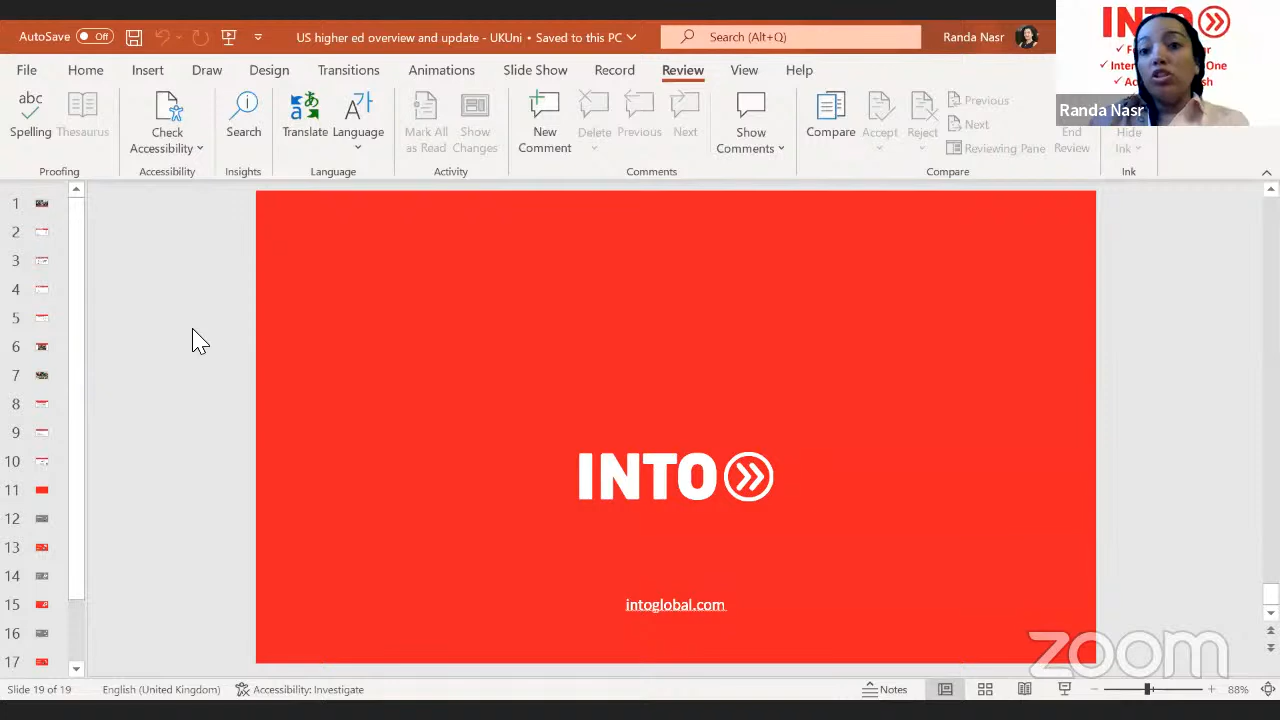 AutoSave Off
US higher ed overview and update - UKUni • Saved to this PC
Search (Alt+Q)
Randa Nasr
INTO
File Home Insert Draw Design Transitions Animations Slide Show Record Review View Help
Spelling Thesaurus
Proofing
Check Accessibility
Accessibility
Search
Insights
Translate Language
Language
Mark All as Read
Show Changes
Activity
New Comment
Delete Previous Next
Show Comments
Comments
Compare
Accept
Reject
Previous
Next
Reviewing Pane
Compare
End Review
Hide Ink
Ink
Randa Nasr
1
2
3
4
5
6
7
8
9
10
11
12
13
14
15
16
17
INTO
intoglobal.com
zoom
Slide 19 of 19
English (United Kingdom)
Accessibility: Investigate
Notes
88%